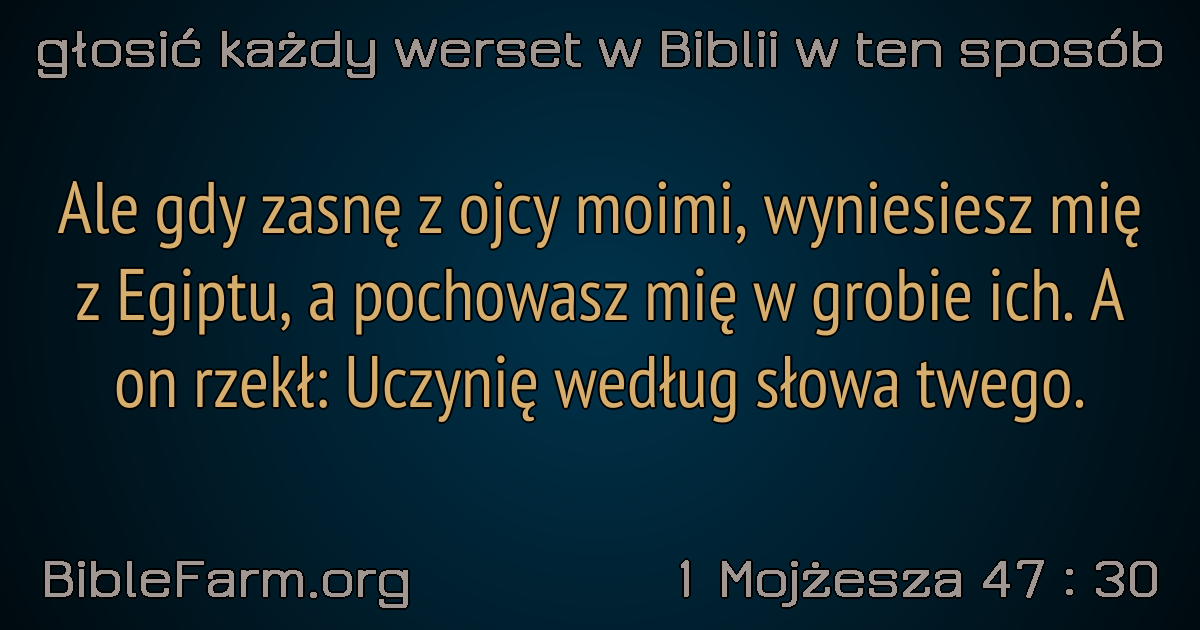 głosić każdy werset w Biblii w ten sposób
Ale gdy zasnę z ojcy moimi, wyniesiesz mię
z Egiptu, a pochowasz mię w grobie ich. A
on rzekł: Uczynię według słowa twego.
BibleFarm.org
1 Mojżesza 47 : 30